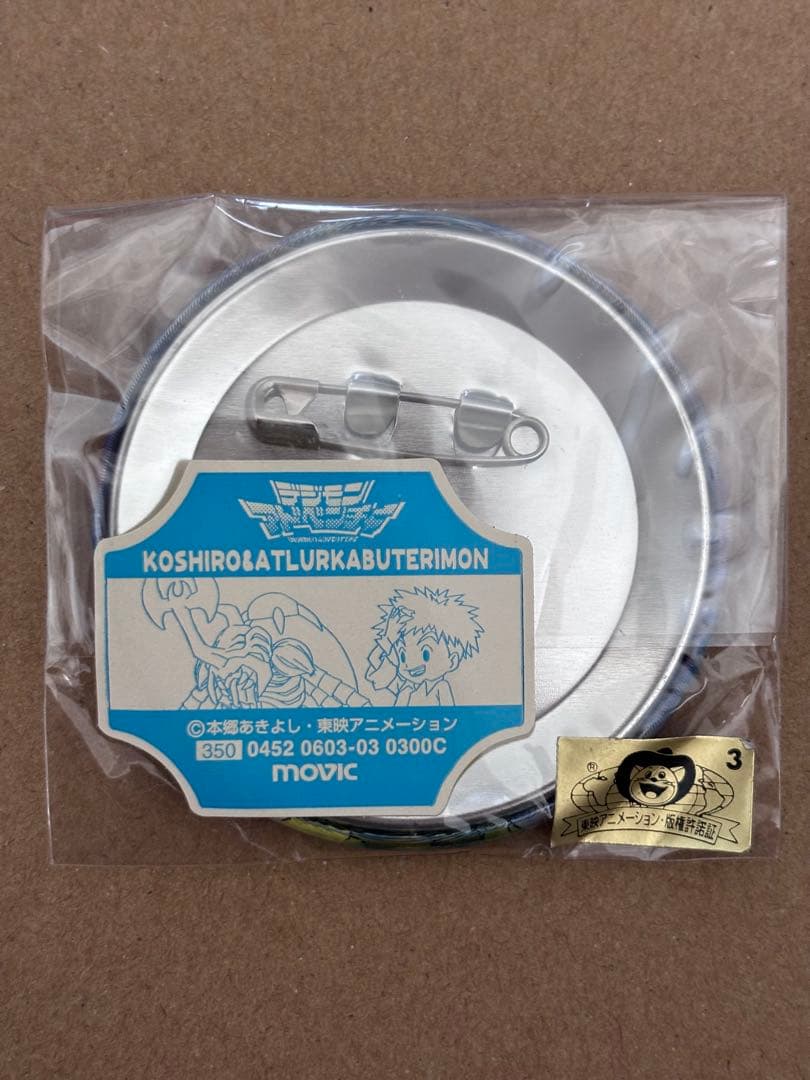 デジモン
アドベンチャー
KOSHIRO&ATLURKABUTERIMON
©本郷あきよし・東映アニメーション
350 0452 0603-03 0300C
movic
3
®
東映アニメーション・版権許諾証